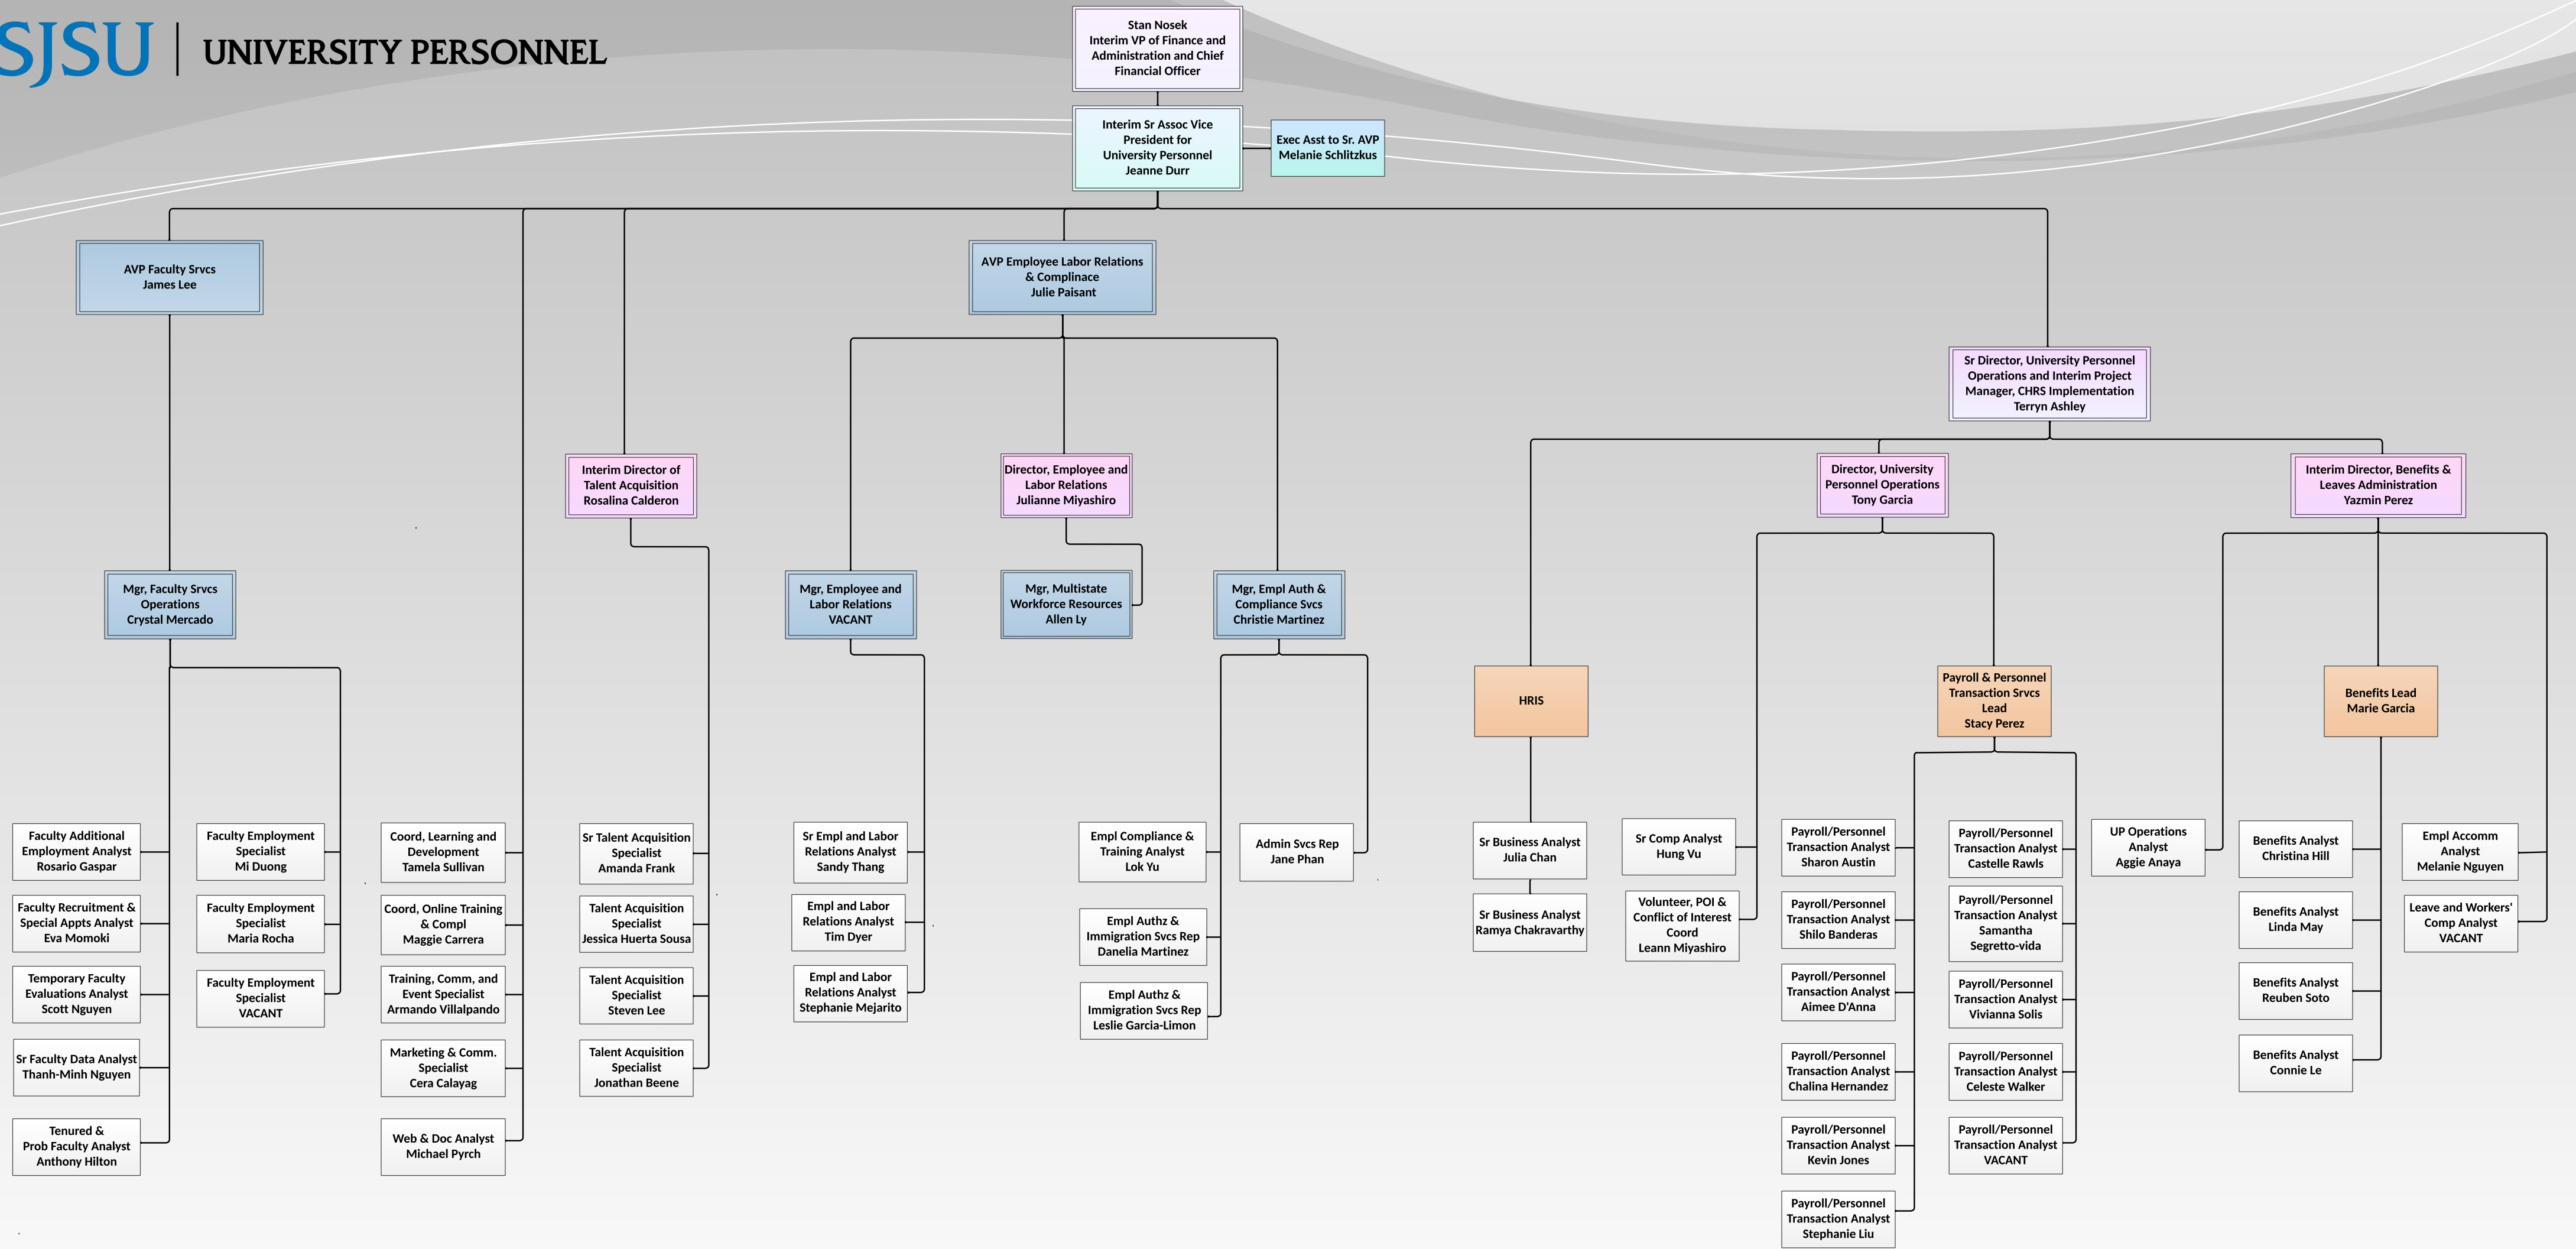 SJSU | UNIVERSITY PERSONNEL
Stan Nosek
Interim VP of Finance and
Administration and Chief
Financial Officer
Interim Sr Assoc Vice
President for
University Personnel
Jeanne Durr
Exec Asst to Sr. AVP
Melanie Schlitzkus
AVP Faculty Srvcs
James Lee
AVP Employee Labor Relations
& Complinace
Julie Paisant
Sr Director, University Personnel
Operations and Interim Project
Manager, CHRS Implementation
Terryn Ashley
Interim Director of
Talent Acquisition
Rosalina Calderon
Director, Employee and
Labor Relations
Julianne Miyashiro
Director, University
Personnel Operations
Tony Garcia
Interim Director, Benefits &
Leaves Administration
Yazmin Perez
Mgr, Faculty Srvcs
Operations
Crystal Mercado
Mgr, Employee and
Labor Relations
VACANT
Mgr, Multistate
Workforce Resources
Allen Ly
Mgr, Empl Auth &
Compliance Svcs
Christie Martinez
HRIS
Payroll & Personnel
Transaction Srvcs
Lead
Stacy Perez
Benefits Lead
Marie Garcia
Faculty Additional
Employment Analyst
Rosario Gaspar
Faculty Recruitment &
Special Appts Analyst
Eva Momoki
Temporary Faculty
Evaluations Analyst
Scott Nguyen
Sr Faculty Data Analyst
Thanh-Minh Nguyen
Tenured &
Prob Faculty Analyst
Anthony Hilton
Faculty Employment
Specialist
Mi Duong
Faculty Employment
Specialist
Maria Rocha
Faculty Employment
Specialist
VACANT
Coord, Learning and
Development
Tamela Sullivan
Coord, Online Training
& Compl
Maggie Carrera
Training, Comm, and
Event Specialist
Armando Villalpando
Marketing & Comm.
Specialist
Cera Calayag
Web & Doc Analyst
Michael Pyrch
Sr Talent Acquisition
Specialist
Amanda Frank
Talent Acquisition
Specialist
Jessica Huerta Sousa
Talent Acquisition
Specialist
Steven Lee
Talent Acquisition
Specialist
Jonathan Beene
Sr Empl and Labor
Relations Analyst
Sandy Thang
Empl and Labor
Relations Analyst
Tim Dyer
Empl and Labor
Relations Analyst
Stephanie Mejarito
Empl Compliance &
Training Analyst
Lok Yu
Empl Authz &
Immigration Svcs Rep
Danelia Martinez
Empl Authz &
Immigration Svcs Rep
Leslie Garcia-Limon
Admin Svcs Rep
Jane Phan
Sr Business Analyst
Julia Chan
Sr Business Analyst
Ramya Chakravarthy
Sr Comp Analyst
Hung Vu
Volunteer, POI &
Conflict of Interest
Coord
Leann Miyashiro
Payroll/Personnel
Transaction Analyst
Sharon Austin
Payroll/Personnel
Transaction Analyst
Shilo Banderas
Payroll/Personnel
Transaction Analyst
Aimee D'Anna
Payroll/Personnel
Transaction Analyst
Chalina Hernandez
Payroll/Personnel
Transaction Analyst
Kevin Jones
Payroll/Personnel
Transaction Analyst
Stephanie Liu
Payroll/Personnel
Transaction Analyst
Castelle Rawls
Payroll/Personnel
Transaction Analyst
Samantha
Segretto-vida
Payroll/Personnel
Transaction Analyst
Vivianna Solis
Payroll/Personnel
Transaction Analyst
Celeste Walker
Payroll/Personnel
Transaction Analyst
VACANT
UP Operations
Analyst
Aggie Anaya
Benefits Analyst
Christina Hill
Benefits Analyst
Linda May
Benefits Analyst
Reuben Soto
Benefits Analyst
Connie Le
Empl Accomm
Analyst
Melanie Nguyen
Leave and Workers'
Comp Analyst
VACANT